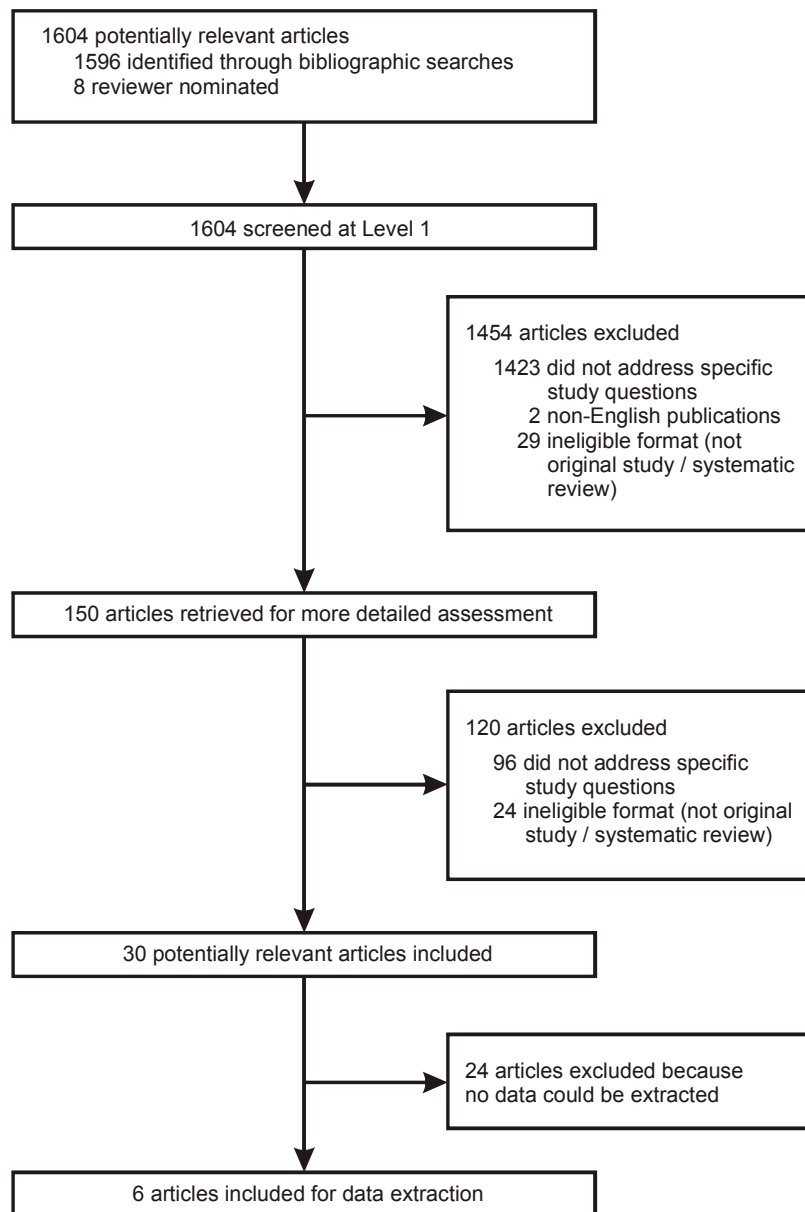 1604 potentially relevant articles
1596 identified through bibliographic searches
8 reviewer nominated
1604 screened at Level 1
1454 articles excluded
1423 did not address specific
study questions
2 non-English publications
29 ineligible format (not
original study / systematic
review)
150 articles retrieved for more detailed assessment
120 articles excluded
96 did not address specific
study questions
24 ineligible format (not original
study / systematic review)
30 potentially relevant articles included
24 articles excluded because
no data could be extracted
6 articles included for data extraction